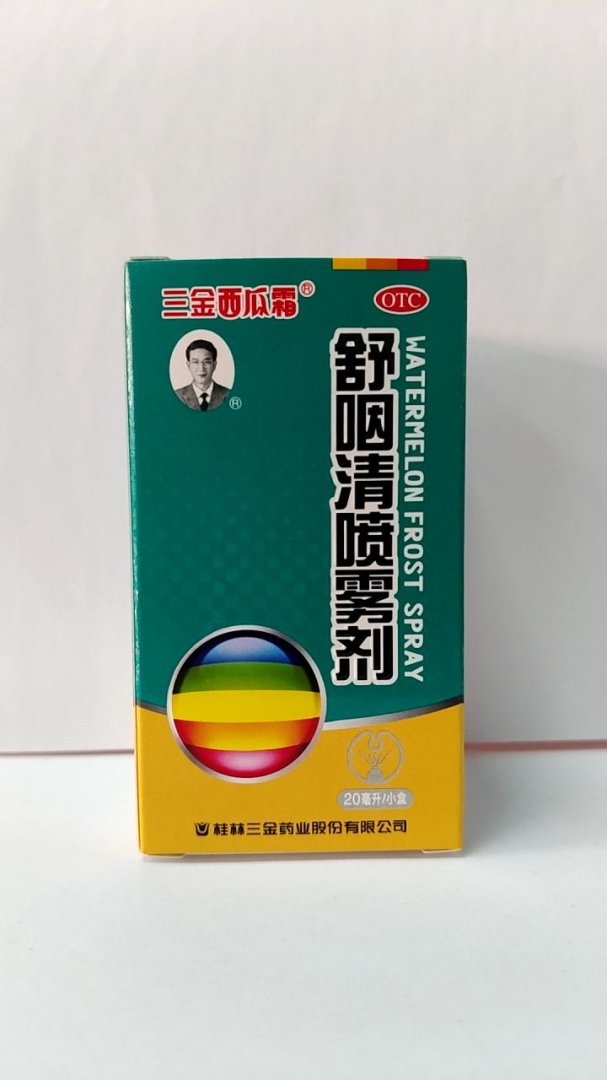 三金西瓜霜®
OTC
®
舒咽清喷雾剂
WATERMELON FROST SPRAY
20毫升/小盒
桂林三金药业股份有限公司